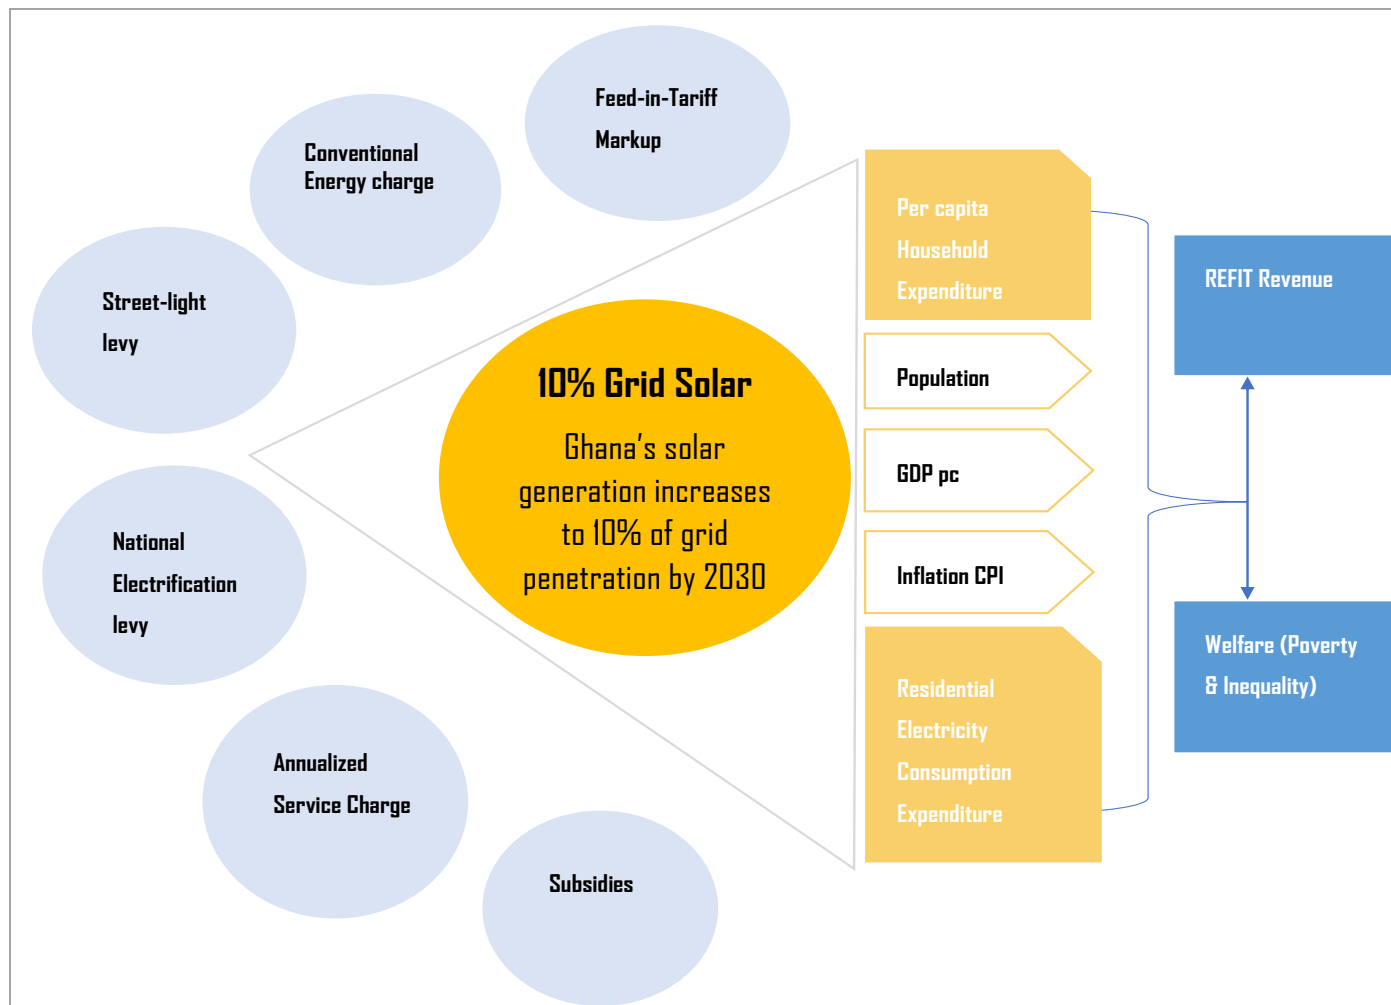 Feed-in-Tariff
Markup
Conventional
Energy charge
Street-light
levy
National
Electrification
levy
Annualized
Service Charge
Subsidies
10% Grid Solar
Ghana's solar
generation increases
to 10% of grid
penetration by 2030
Per capita
Household
Expenditure
Population
GDP pc
Inflation CPI
Residential
Electricity
Consumption
Expenditure
REFIT Revenue
Welfare (Poverty
& Inequality)